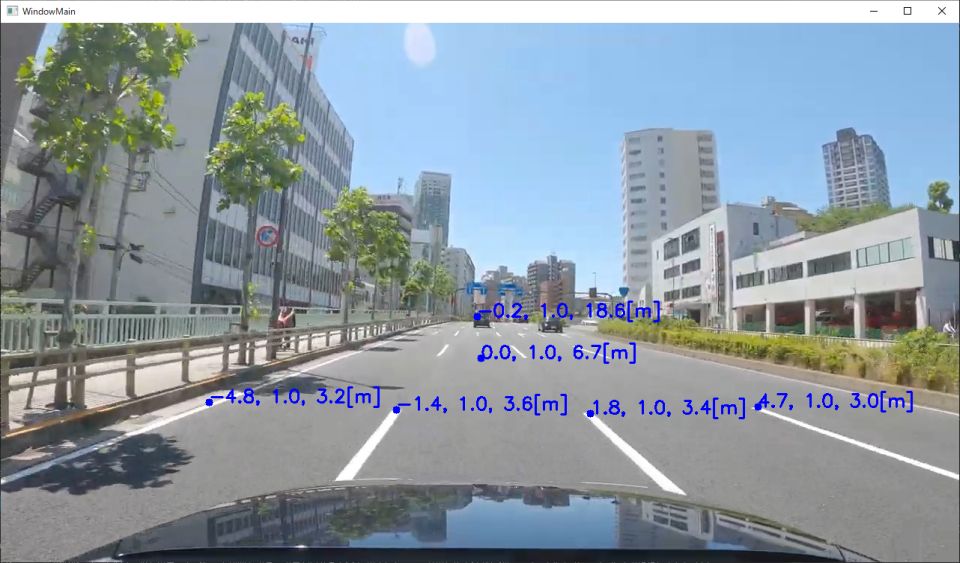 WindowMain
-0.2, 1.0, 18.6[m]
0.0, 1.0, 6.7[m]
-4.8, 1.0, 3.2[m]
-1.4, 1.0, 3.6[m]
1.8, 1.0, 3.4[m]
4.7, 1.0, 3.0[m]